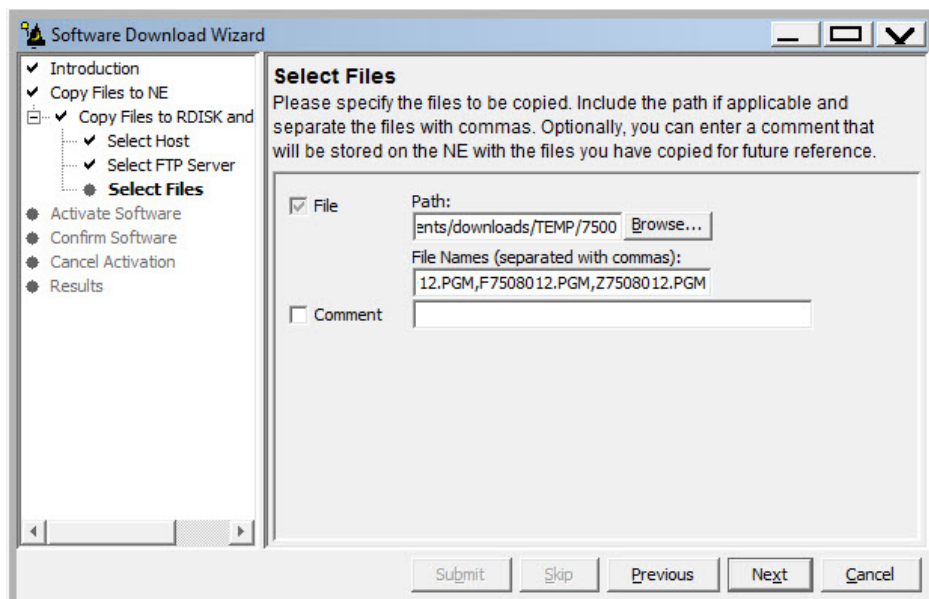 Software Download Wizard
Introduction
Copy Files to NE
Copy Files to RDISK and
Select Host
Select FTP Server
Select Files
Activate Software
Confirm Software
Cancel Activation
Results
Select Files
Please specify the files to be copied. Include the path if applicable and
separate the files with commas. Optionally, you can enter a comment that
will be stored on the NE with the files you have copied for future reference.
File
Path:
ents/downloads/TEMP/7500
Browse...
File Names (separated with commas):
12.PGM,F7508012.PGM,Z7508012.PGM
Comment
Submit
Skip
Previous
Next
Cancel